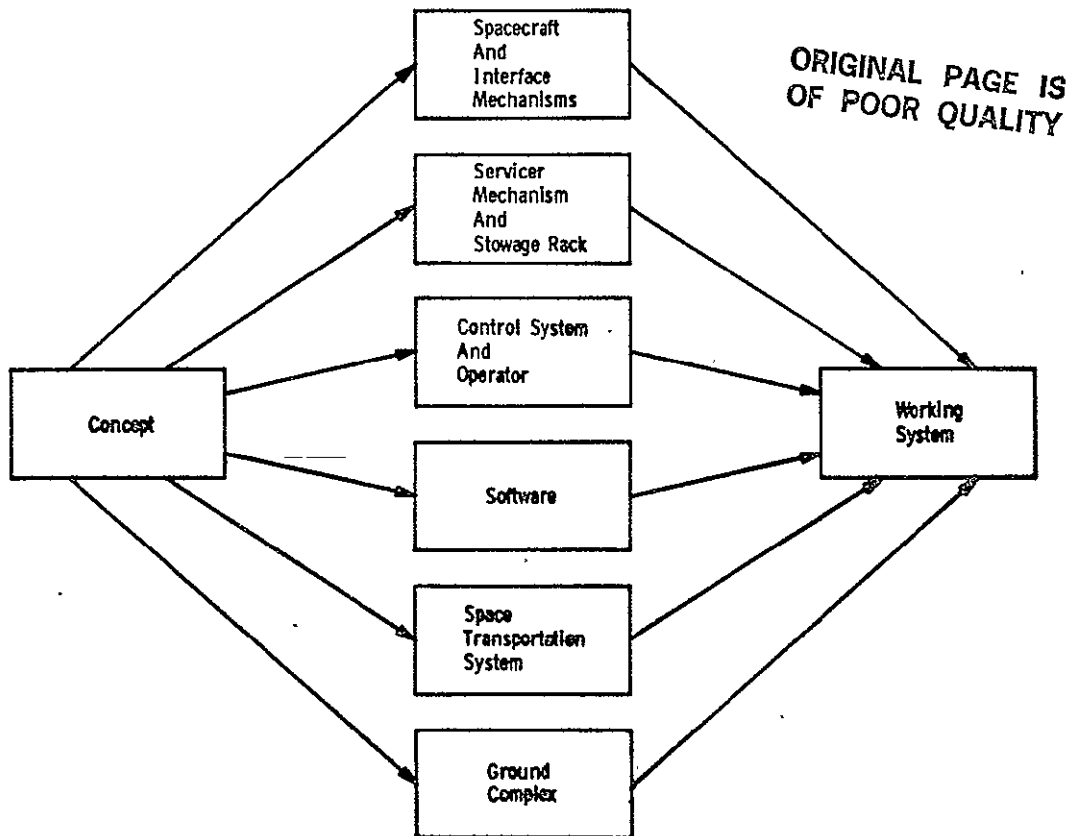 Spacecraft
And
Interface
Mechanisms
ORIGINAL PAGE IS
OF POOR QUALITY
Servicer
Mechanism
And
Stowage Rack
Control System
And
Operator
Concept
Working
System
Software
Space
Transportation
System
Ground
Complex